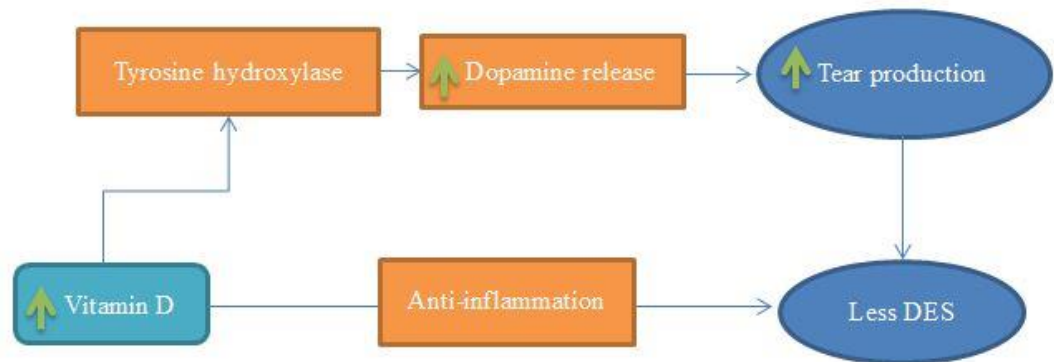 Tyrosine hydroxylase
Dopamine release
Tear production
Vitamin D
Anti-inflammation
Less DES